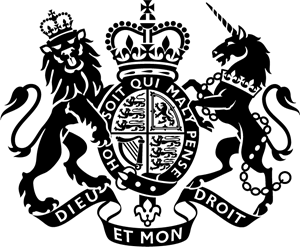 HONI SOIT QUI MAL Y PENSE
DIEU ET MON DROIT